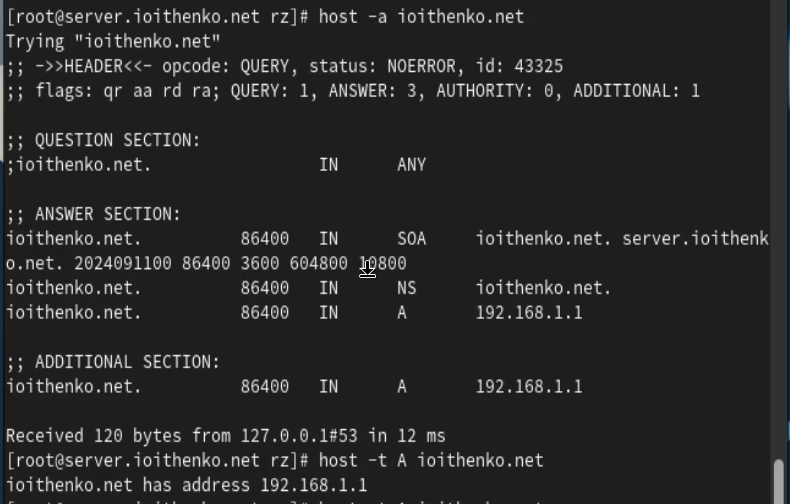 [root@server.ioithenko.net rz]# host -a ioithenko.net
Trying "ioithenko.net"
;; ->>HEADER<<- opcode: QUERY, status: NOERROR, id: 43325
;; flags: qr aa rd ra; QUERY: 1, ANSWER: 3, AUTHORITY: 0, ADDITIONAL: 1
;; QUESTION SECTION:
;ioithenko.net. IN ANY
;; ANSWER SECTION:
ioithenko.net. 86400 IN SOA ioithenko.net. server.ioithenk
o.net. 2024091100 86400 3600 604800 10800
ioithenko.net. 86400 IN NS ioithenko.net.
ioithenko.net. 86400 IN A 192.168.1.1
;; ADDITIONAL SECTION:
ioithenko.net. 86400 IN A 192.168.1.1
Received 120 bytes from 127.0.0.1#53 in 12 ms
[root@server.ioithenko.net rz]# host -t A ioithenko.net
ioithenko.net has address 192.168.1.1